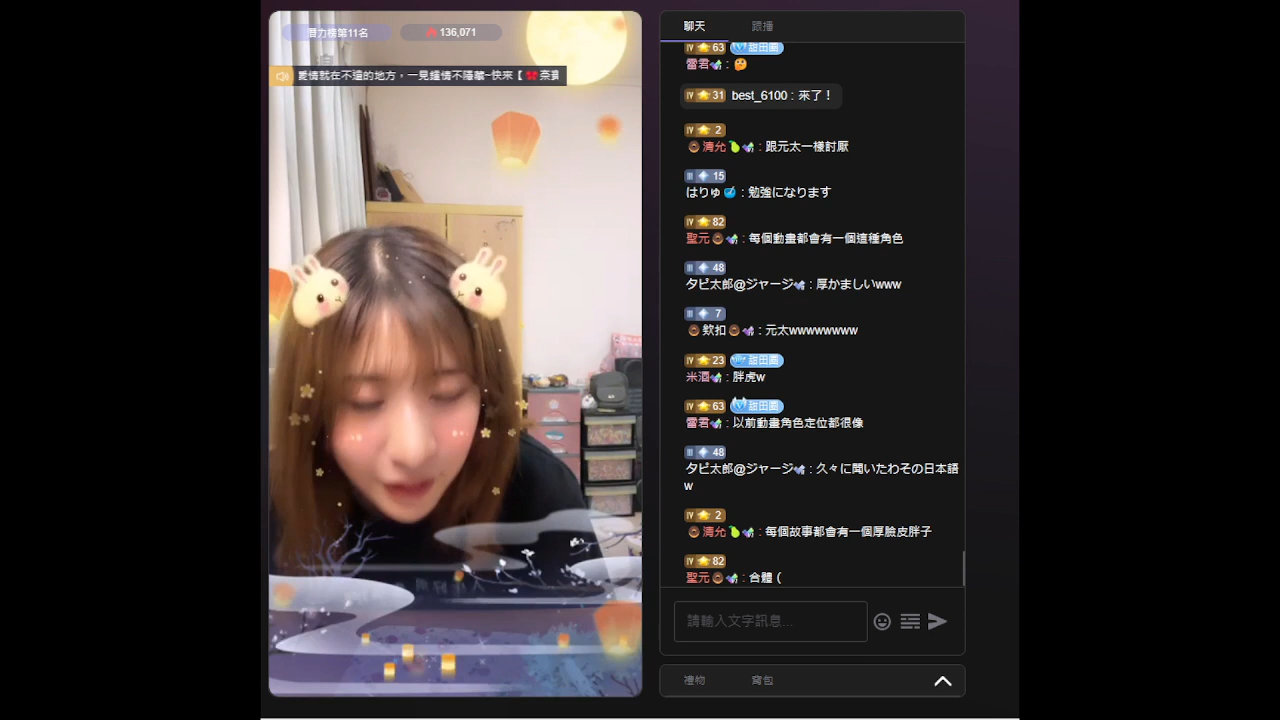 潛力榜第11名
136,071
愛情就在不遠的地方，一見鍾情不隱藏~快來【
聊天
跟播
IV 63 甜田圈
雷君：
IV 31 best_6100 : 來了！
IV 2
清允：跟元太一樣討厭
III 15
はりゅ：勉強になります
IV 82
聖元：每個動畫都會有一個這種角色
III 48
タピ太郎@ジャージ：厚かましいwww
III 7
欸扣：元太wwwwwwwww
IV 23 甜田圈
米酒：胖虎w
IV 63 甜田圈
雷君：以前動畫角色定位都很像
III 48
タピ太郎@ジャージ：久々に聞いたわその日本語
w
IV 2
清允：每個故事都會有一個厚臉皮胖子
IV 82
聖元：合體 (
請輸入文字訊息...
禮物
背包